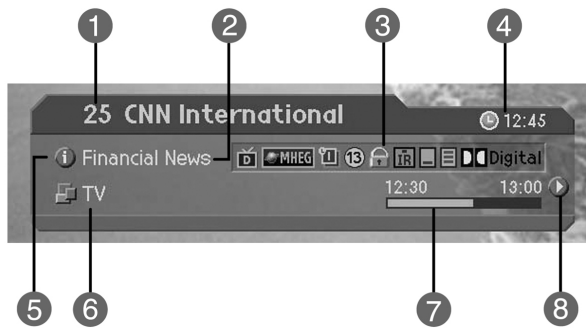 1 2 3 4
25 CNN International
12:45
i Financial News D MHEG 13 IR Digital
TV 12:30 13:00
5 6 7 8